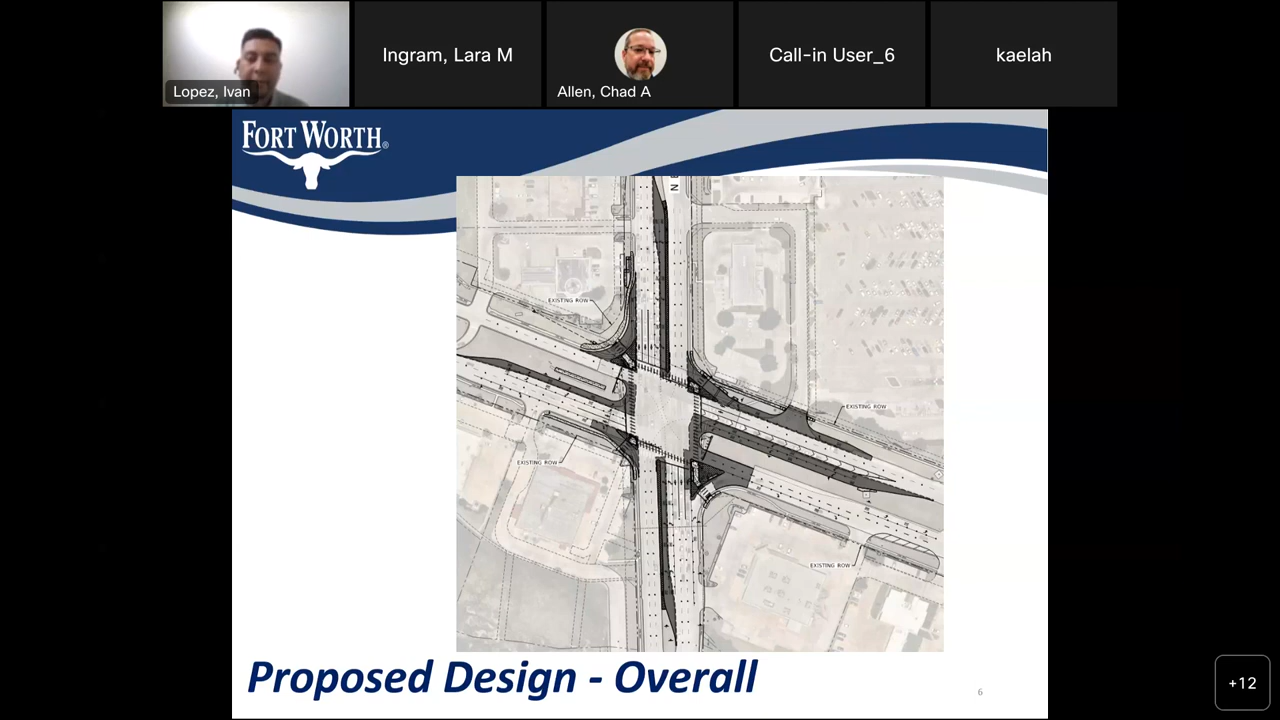 Lopez, Ivan
Ingram, Lara M
Allen, Chad A
Call-in User_6
kaelah
FORT WORTH®
N B
EXISTING ROW
EXISTING ROW
EXISTING ROW
EXISTING ROW
Proposed Design - Overall
6
+12